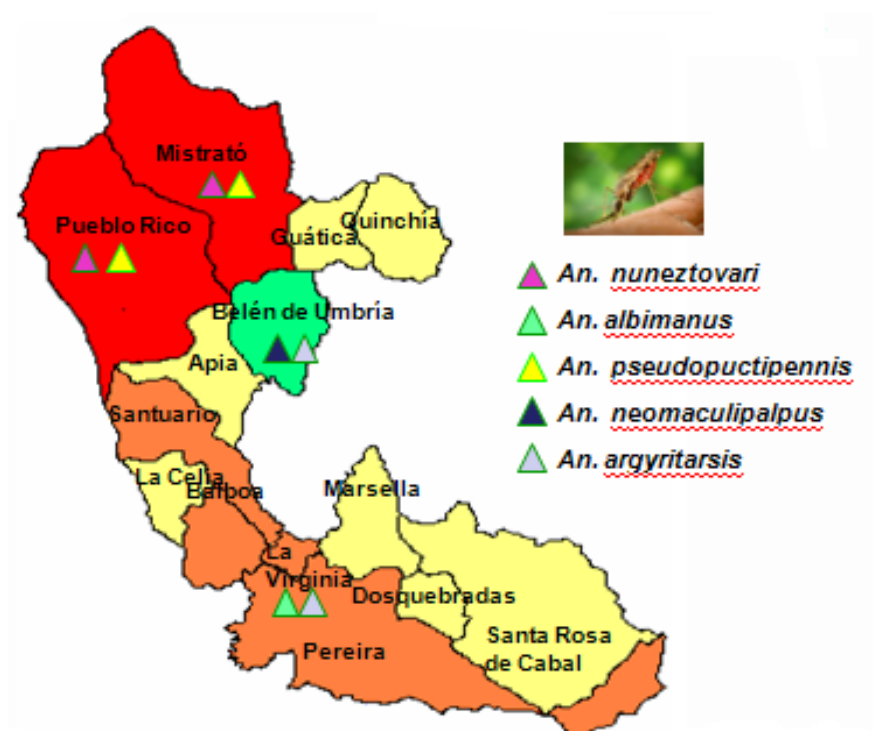 Mistrató
Pueblo Rico
Guática
Quinchía
Belén de Umbría
Apia
Santuario
La Celia
Balboa
Marsella
La
Virginia
Dosquebradas
Pereira
Santa Rosa
de Cabal
An. nuneztovari
An. albimanus
An. pseudopuctipennis
An. neomaculipalpus
An. argyritarsis